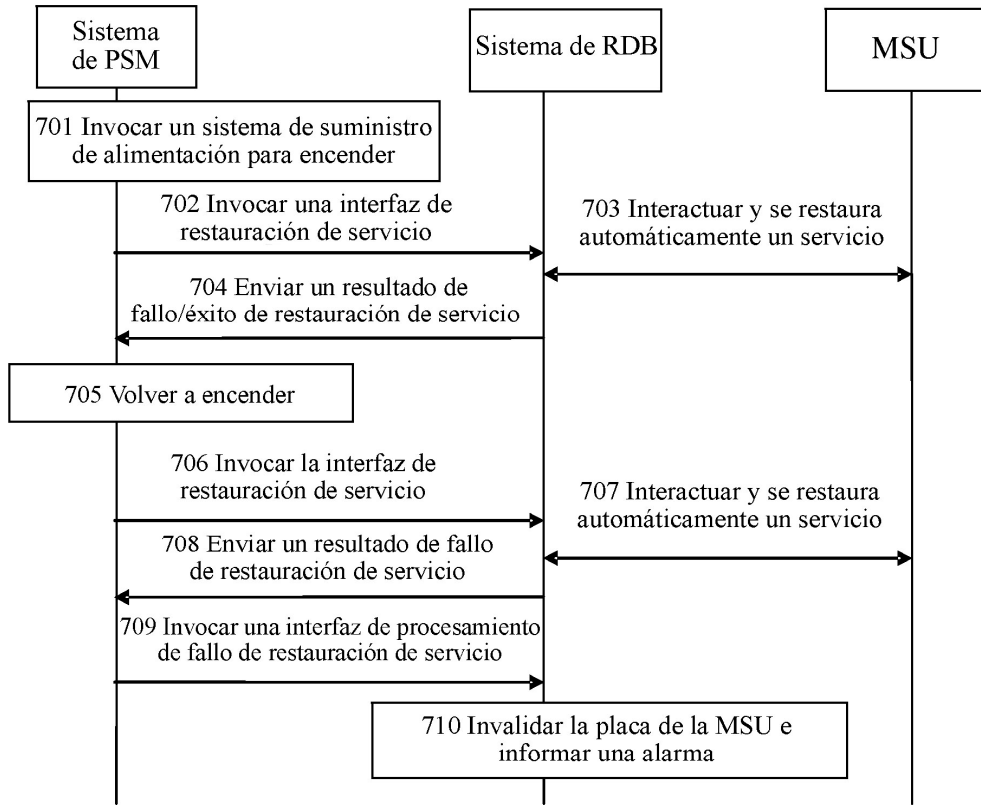 Sistema
de PSM
Sistema de RDB
MSU
701 Invocar un sistema de suministro
de alimentación para encender
702 Invocar una interfaz de
restauración de servicio
703 Interactuar y se restaura
automáticamente un servicio
704 Enviar un resultado de
fallo/éxito de restauración de servicio
705 Volver a encender
706 Invocar la interfaz de
restauración de servicio
707 Interactuar y se restaura
automáticamente un servicio
708 Enviar un resultado de fallo
de restauración de servicio
709 Invocar una interfaz de procesamiento
de fallo de restauración de servicio
710 Invalidar la placa de la MSU e
informar una alarma